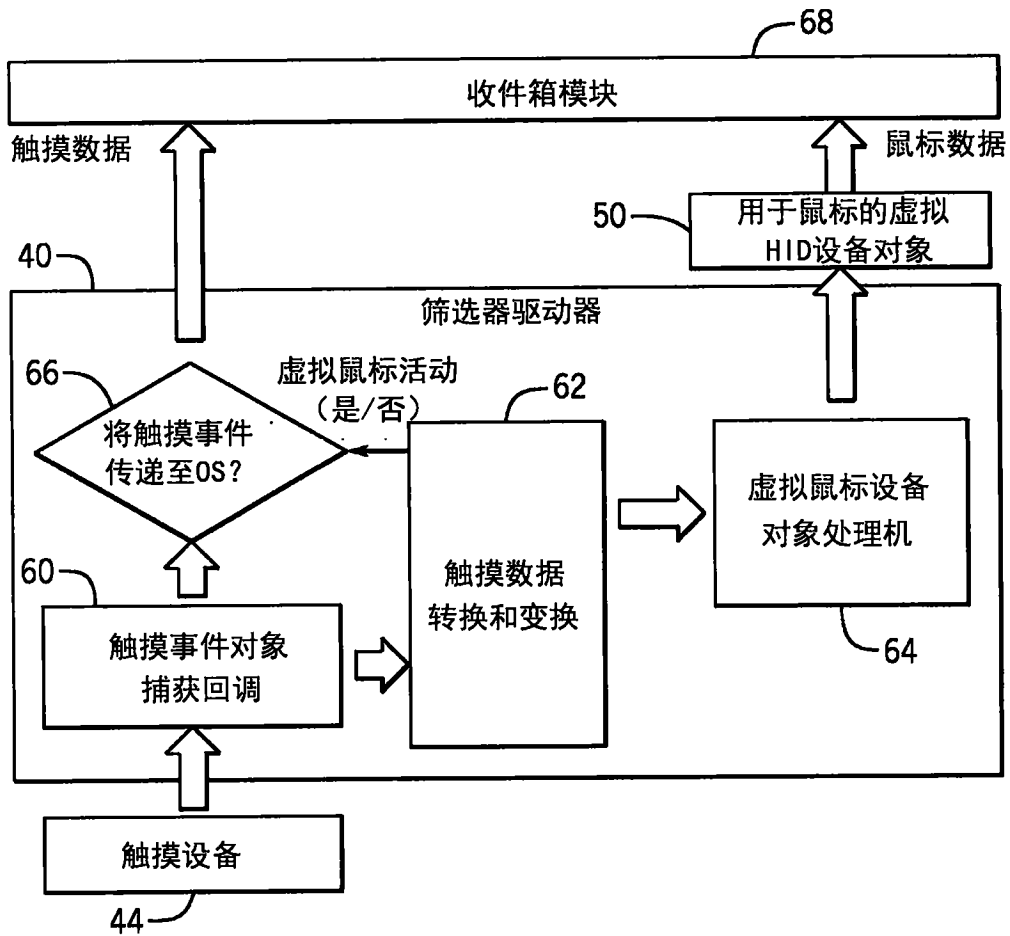 68
收件箱模块
触摸数据
鼠标数据
50
用于鼠标的虚拟
HID设备对象
40
筛选器驱动器
66
虚拟鼠标活动
（是/否）
62
将触摸事件
传递至OS?
虚拟鼠标设备
对象处理机
触摸数据
转换和变换
60
触摸事件对象
捕获回调
64
触摸设备
44